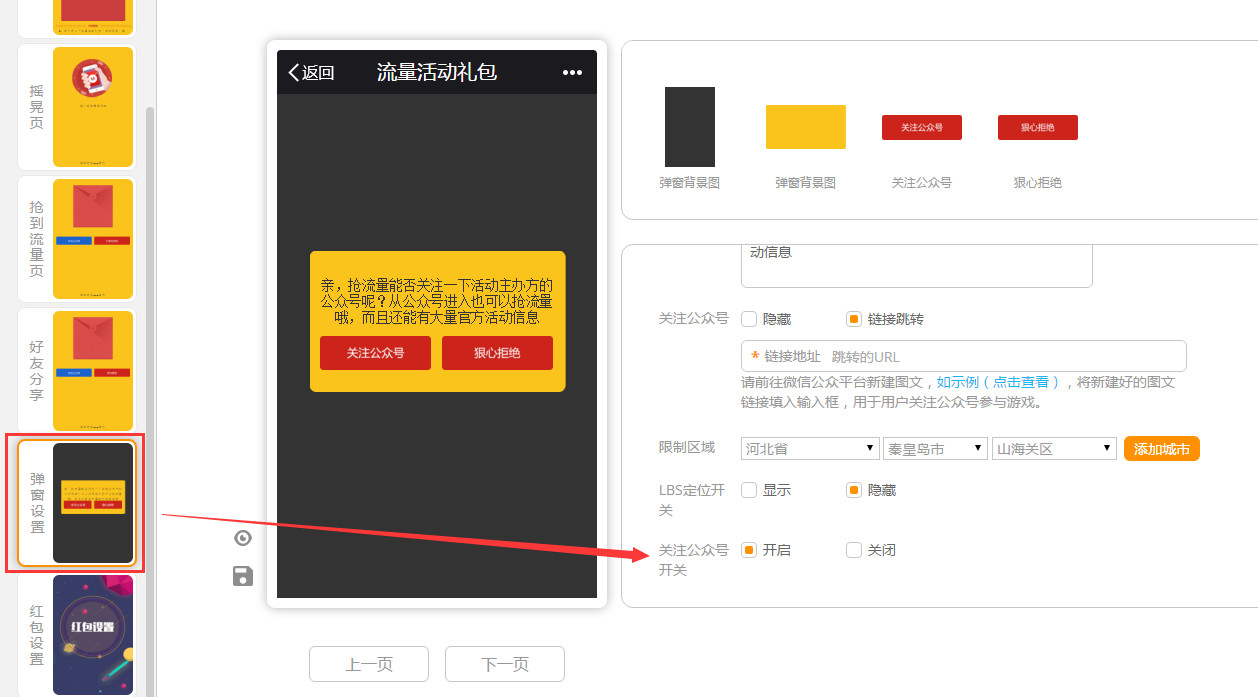 摇晃页
抢到流量页
好友分享
弹窗设置
红包设置
红包设置
返回
流量活动礼包
亲，抢流量能否关注一下活动主办方的
公众号呢？从公众号进入也可以抢流量
哦，而且还能有大量官方活动信息
关注公众号
狠心拒绝
上一页
下一页
关注公众号
狠心拒绝
弹窗背景图
弹窗背景图
关注公众号
狠心拒绝
动信息
关注公众号 隐藏 链接跳转
* 链接地址 跳转的URL
请前往微信公众平台新建图文，如示例（点击查看），将新建好的图文
链接填入输入框，用于用户关注公众号参与游戏。
限制区域 河北省 秦皇岛市 山海关区 添加城市
LBS定位开 显示 隐藏
关
关注公众号 开启 关闭
开关